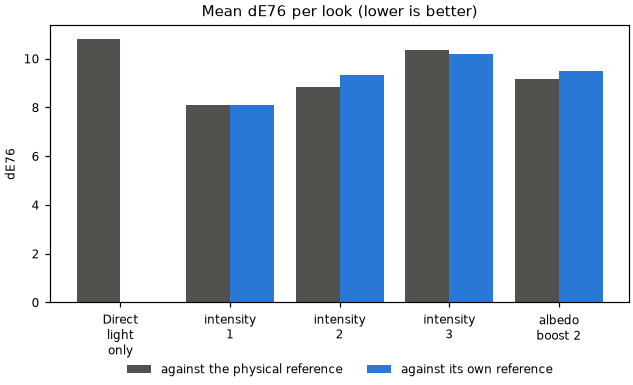 Mean dE76 per look (lower is better)
dE76
10
8
6
4
2
0
Direct
light
only
intensity
1
intensity
2
intensity
3
albedo
boost 2
against the physical reference
against its own reference